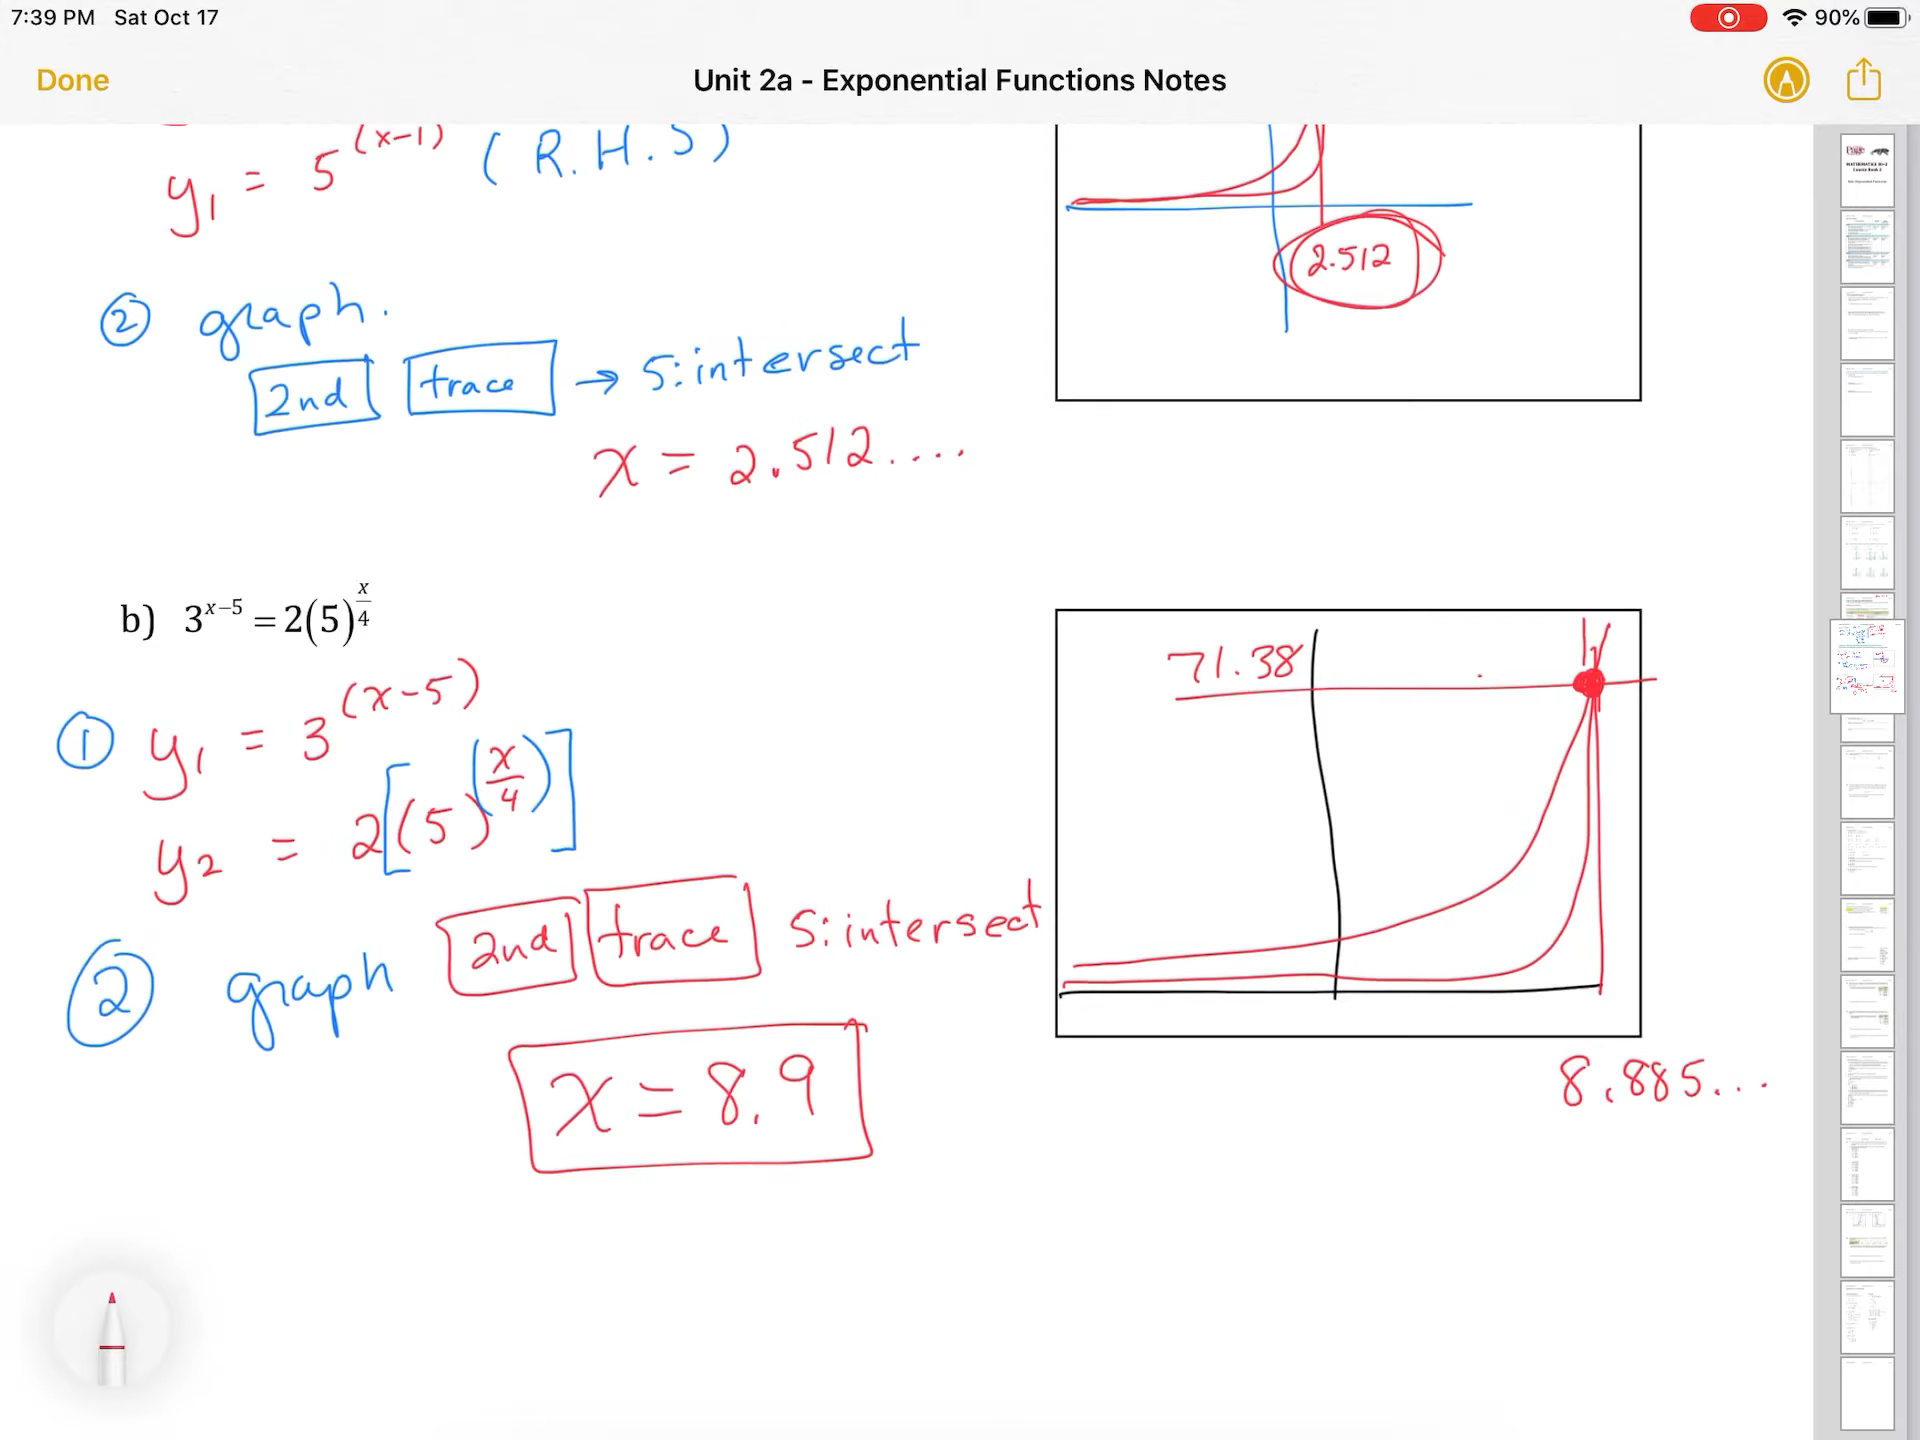 7:39 PM Sat Oct 17
90%
Done
Unit 2a - Exponential Functions Notes
y₁ = 5^(x-1) (R.H.S)
2.512
② graph.
2nd trace → 5:intersect
x = 2.512....
b) 3^(x-5) = 2(5)^(x/4)
① y₁ = 3^(x-5)
y₂ = 2[(5)^(x/4)]
② graph 2nd trace 5:intersect
x = 8.9
71.38
8.885...